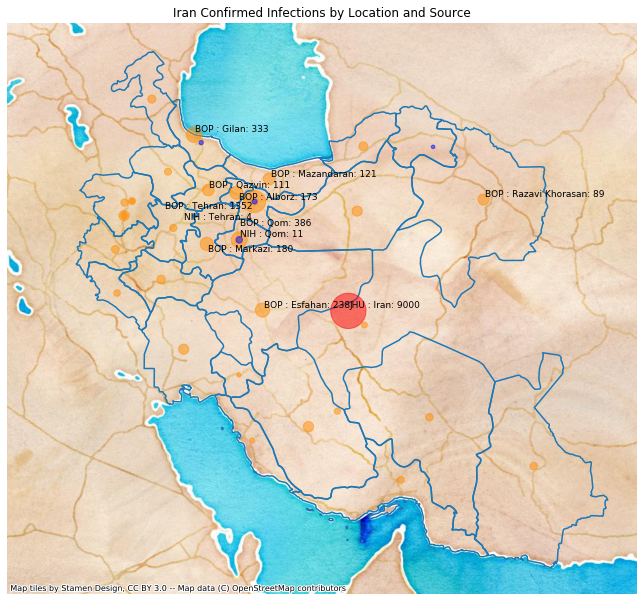 Iran Confirmed Infections by Location and Source
BOP : Gilan: 333
BOP : Mazandaran: 121
BOP : Qazvin: 111
BOP : Razavi Khorasan: 89
BOP : Alborz: 173
BOP : Tehran: 1352
NIH : Tehran: 4
BOP : Qom: 386
NIH : Qom: 11
BOP : Markazi: 180
BOP : Esfahan: 238
JHU : Iran: 9000
Map tiles by Stamen Design, CC BY 3.0 -- Map data (C) OpenStreetMap contributors